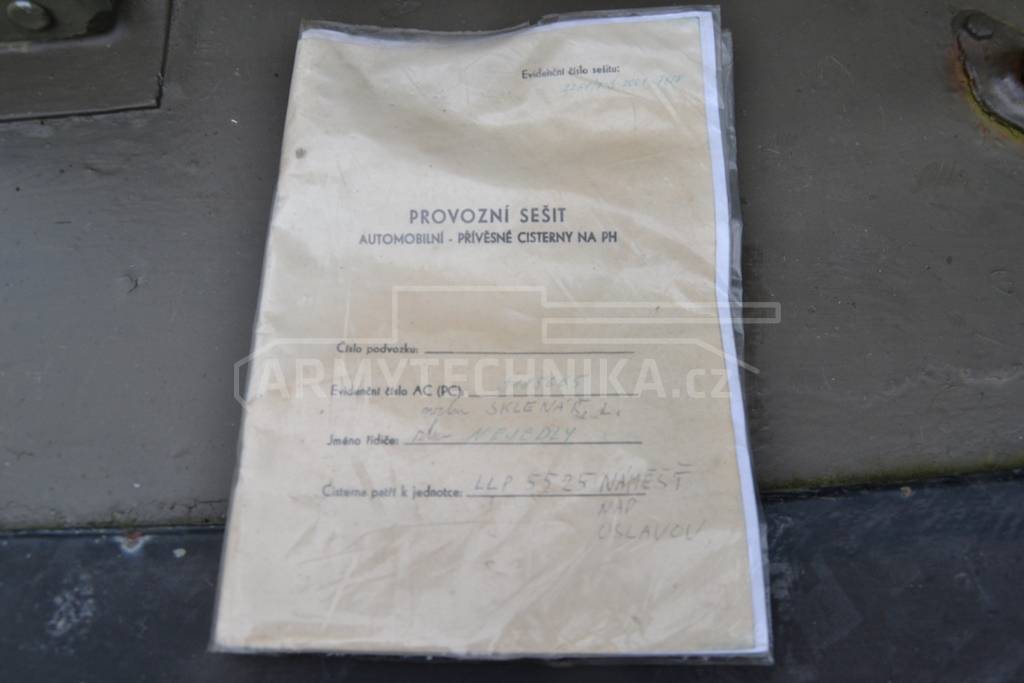 Evidenční číslo sešitu:
PROVOZNÍ SEŠIT
AUTOMOBILNÍ - PŘÍVĚSNÉ CISTERNY NA PH
Číslo podvozku:
ARMYTECHNIKA.cz
Evidenční číslo AC (PC)
SKLENÁŘ, L.
Jméno řidiče: NEJEDLÝ
Cisterna patří k jednotce: LLP 5525 NÁMĚŠŤ
NAD
OSLAVOU